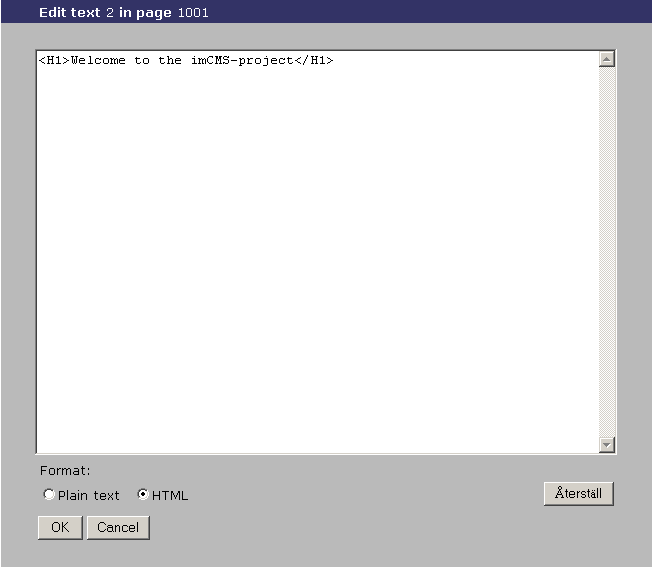 Edit text 2 in page 1001
<H1>Welcome to the imCMS-project</H1>
Format:
Plain text HTML
Återställ
OK Cancel